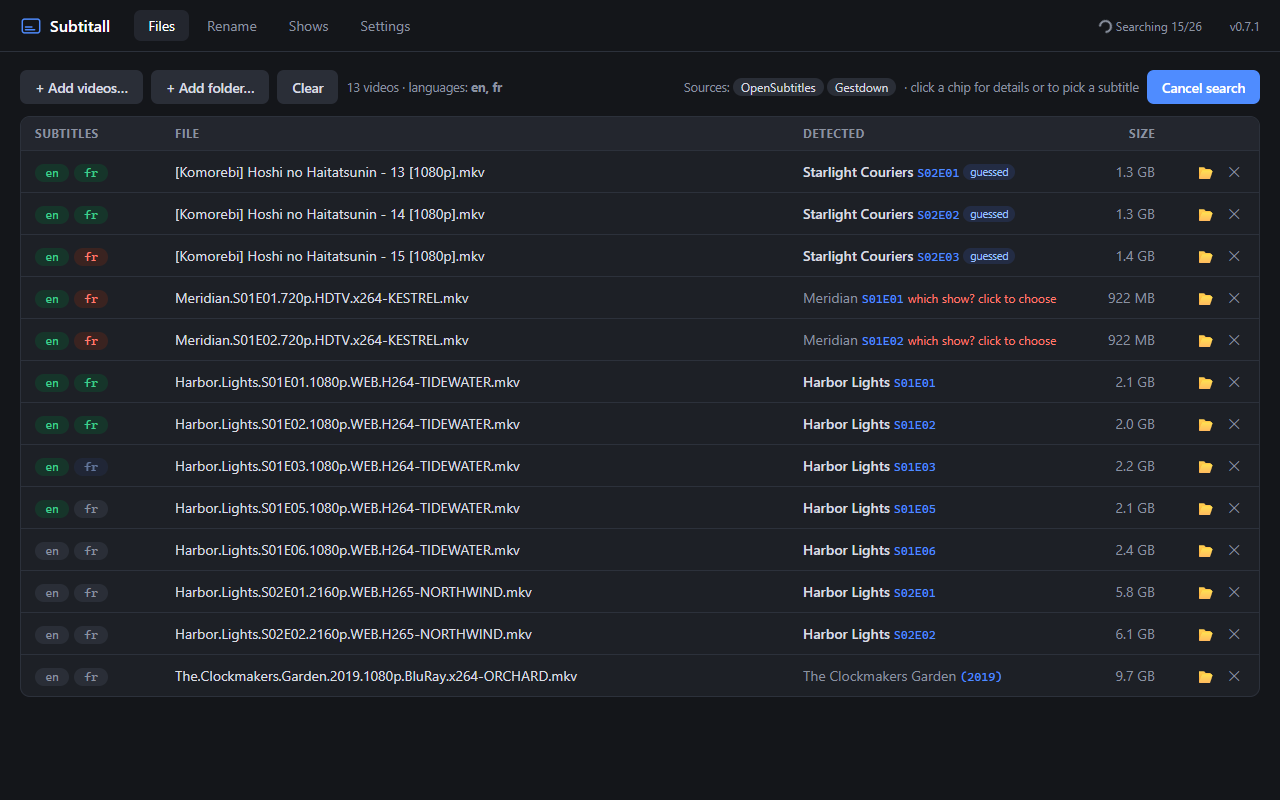 Subtitall Files Rename Shows Settings Searching 15/26 v0.7.1
+ Add videos... + Add folder... Clear 13 videos · languages: en, fr Sources: OpenSubtitles Gestdown · click a chip for details or to pick a subtitle Cancel search
SUBTITLES FILE DETECTED SIZE
en fr [Komorebi] Hoshi no Haitatsunin - 13 [1080p].mkv Starlight Couriers S02E01 guessed 1.3 GB
en fr [Komorebi] Hoshi no Haitatsunin - 14 [1080p].mkv Starlight Couriers S02E02 guessed 1.3 GB
en fr [Komorebi] Hoshi no Haitatsunin - 15 [1080p].mkv Starlight Couriers S02E03 guessed 1.4 GB
en fr Meridian.S01E01.720p.HDTV.x264-KESTREL.mkv Meridian S01E01 which show? click to choose 922 MB
en fr Meridian.S01E02.720p.HDTV.x264-KESTREL.mkv Meridian S01E02 which show? click to choose 922 MB
en fr Harbor.Lights.S01E01.1080p.WEB.H264-TIDEWATER.mkv Harbor Lights S01E01 2.1 GB
en fr Harbor.Lights.S01E02.1080p.WEB.H264-TIDEWATER.mkv Harbor Lights S01E02 2.0 GB
en fr Harbor.Lights.S01E03.1080p.WEB.H264-TIDEWATER.mkv Harbor Lights S01E03 2.2 GB
en fr Harbor.Lights.S01E05.1080p.WEB.H264-TIDEWATER.mkv Harbor Lights S01E05 2.1 GB
en fr Harbor.Lights.S01E06.1080p.WEB.H264-TIDEWATER.mkv Harbor Lights S01E06 2.4 GB
en fr Harbor.Lights.S02E01.2160p.WEB.H265-NORTHWIND.mkv Harbor Lights S02E01 5.8 GB
en fr Harbor.Lights.S02E02.2160p.WEB.H265-NORTHWIND.mkv Harbor Lights S02E02 6.1 GB
en fr The.Clockmakers.Garden.2019.1080p.BluRay.x264-ORCHARD.mkv The Clockmakers Garden (2019) 9.7 GB